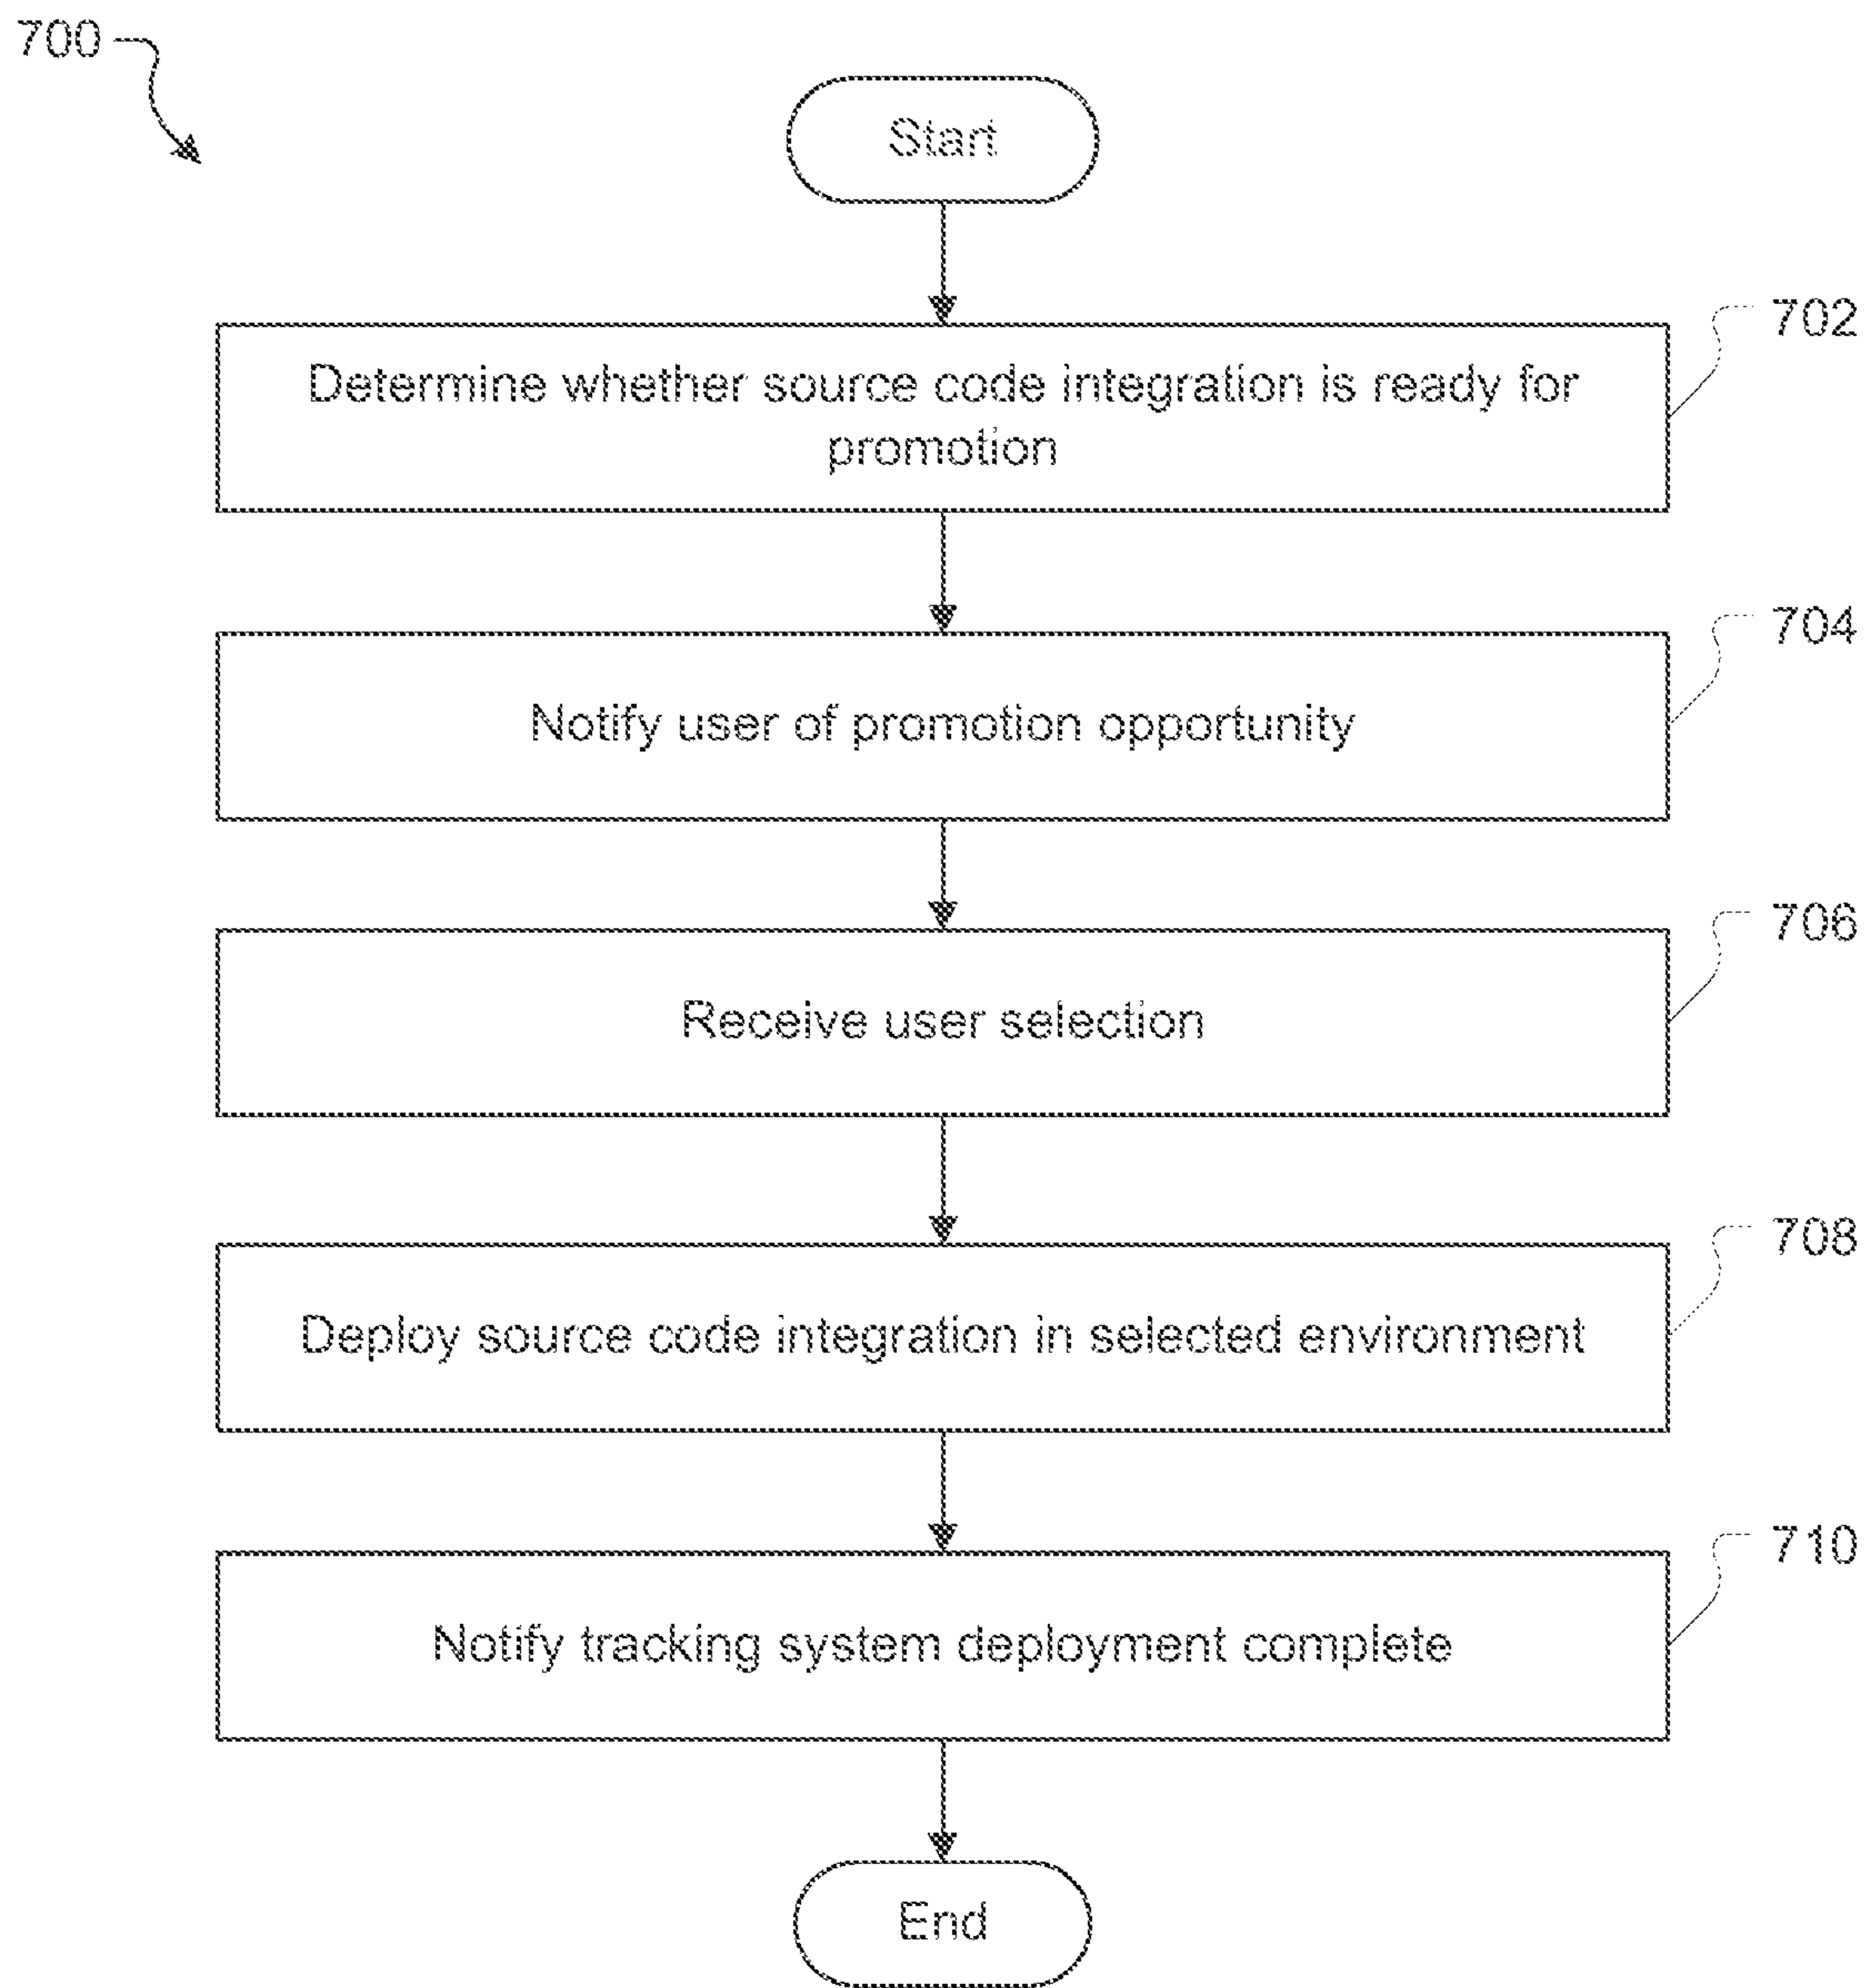 700
Start
702
Determine whether source code integration is ready for
promotion
704
Notify user of promotion opportunity
706
Receive user selection
708
Deploy source code integration in selected environment
710
Notify tracking system deployment complete
End